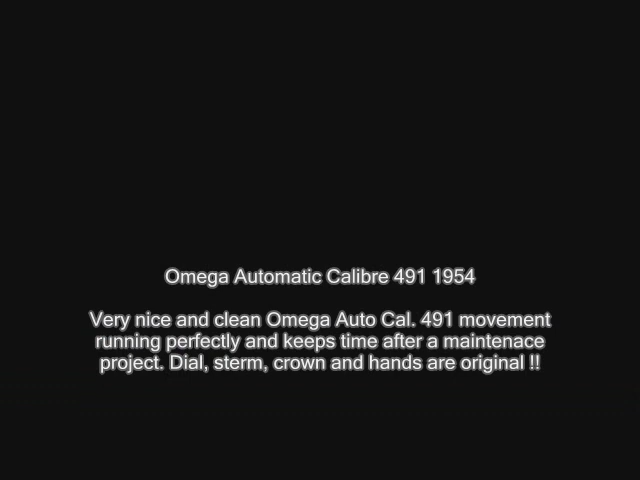 Omega Automatic Calibre 491 1954
Very nice and clean Omega Auto Cal. 491 movement
running perfectly and keeps time after a maintenace
project. Dial, sterm, crown and hands are original !!